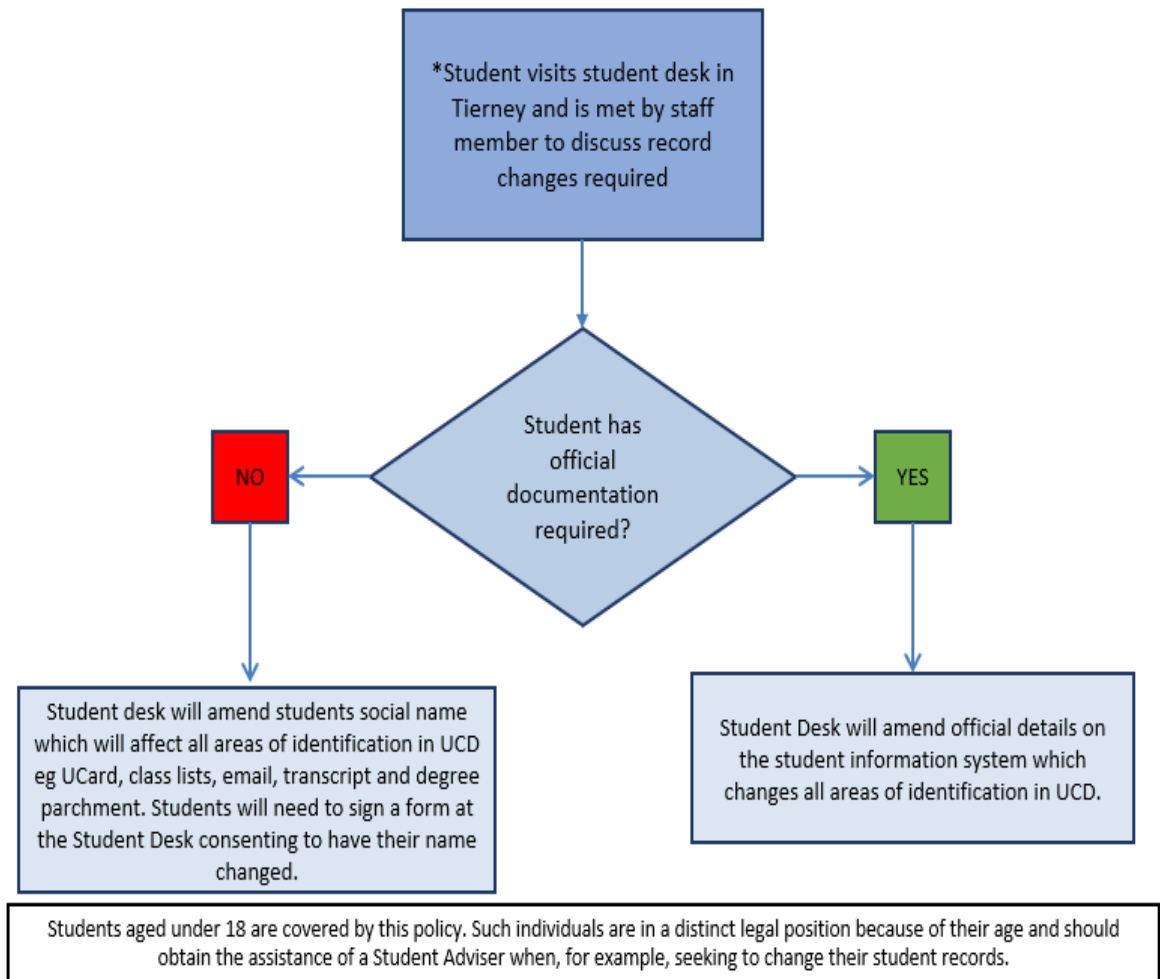 *Student visits student desk in
Tierney and is met by staff
member to discuss record
changes required
Student has
official
documentation
required?
NO
YES
Student desk will amend students social name
which will affect all areas of identification in UCD
eg UCard, class lists, email, transcript and degree
parchment. Students will need to sign a form at
the Student Desk consenting to have their name
changed.
Student Desk will amend official details on
the student information system which
changes all areas of identification in UCD.
Students aged under 18 are covered by this policy. Such individuals are in a distinct legal position because of their age and should
obtain the assistance of a Student Adviser when, for example, seeking to change their student records.